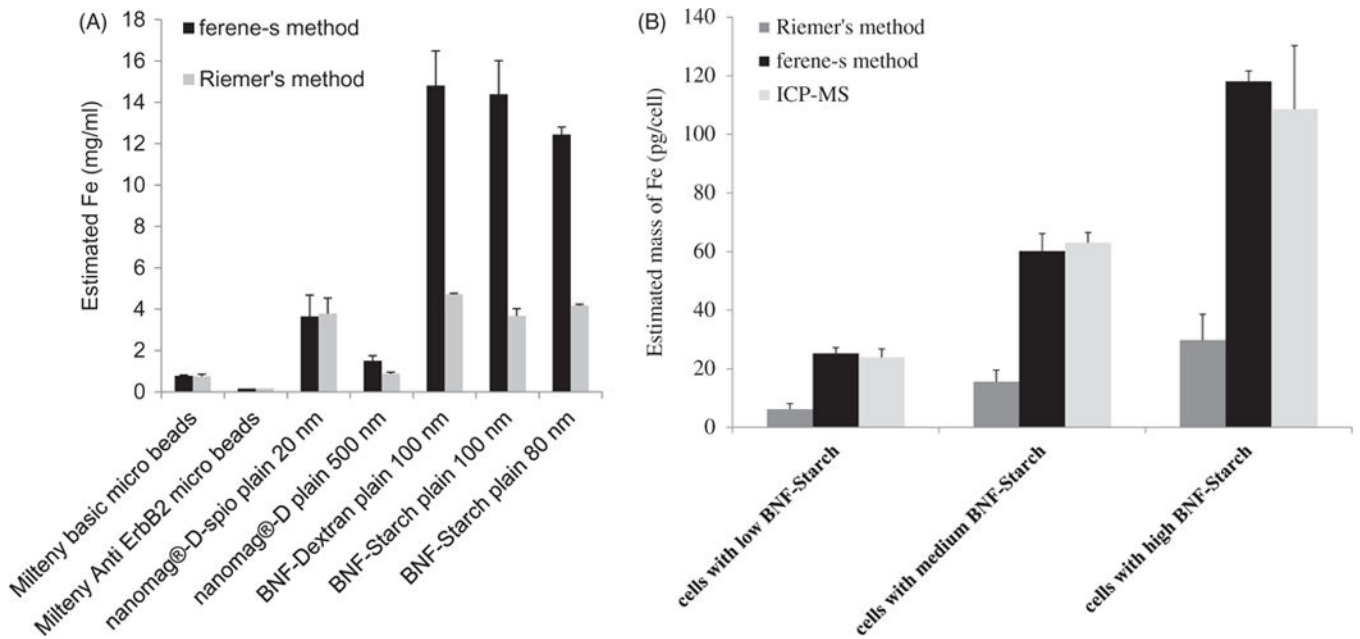 (A)
ferene-s method
Riemer's method
Estimated Fe (mg/ml)
18
16
14
12
10
8
6
4
2
0
Milteny basic micro beads
Milteny Anti ErbB2 micro beads
nanomag®-D-spio plain 20 nm
nanomag®-D plain 500 nm
BNF-Dextran plain 100 nm
BNF-Starch plain 100 nm
BNF-Starch plain 80 nm
(B)
Riemer's method
ferene-s method
ICP-MS
Estimated mass of Fe (pg/cell)
140
120
100
80
60
40
20
0
cells with low BNF-Starch
cells with medium BNF-Starch
cells with high BNF-Starch